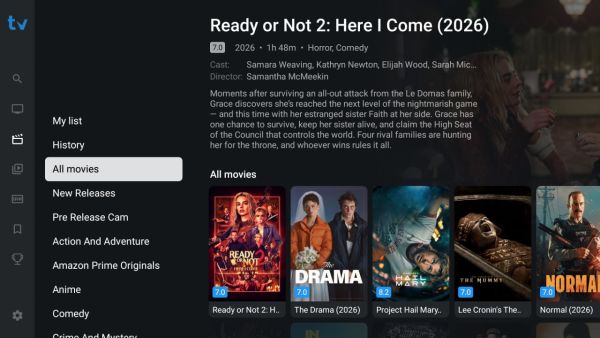 tv
Ready or Not 2: Here I Come (2026)
7.0 2026 • 1h 48m • Horror, Comedy
Cast: Samara Weaving, Kathryn Newton, Elijah Wood, Sarah Mic...
Director: Samantha McMeekin
Moments after surviving an all-out attack from the Le Domas family,
Grace discovers she's reached the next level of the nightmarish game
— and this time with her estranged sister Faith at her side. Grace has
one chance to survive, keep her sister alive, and claim the High Seat
of the Council that controls the world. Four rival families are hunting
her for the throne, and whoever wins rules it all.
My list
History
All movies
New Releases
Pre Release Cam
Action And Adventure
Amazon Prime Originals
Anime
Comedy
Crime And Mystery
All movies
READY OR NOT
7.0
Ready or Not 2: H..
The DRAMA
7.0
The Drama (2026)
HAIL MARY
8.2
Project Hail Mary..
THE MUMMY
7.0
Lee Cronin's The..
NORMAL
7.0
Normal (2026)